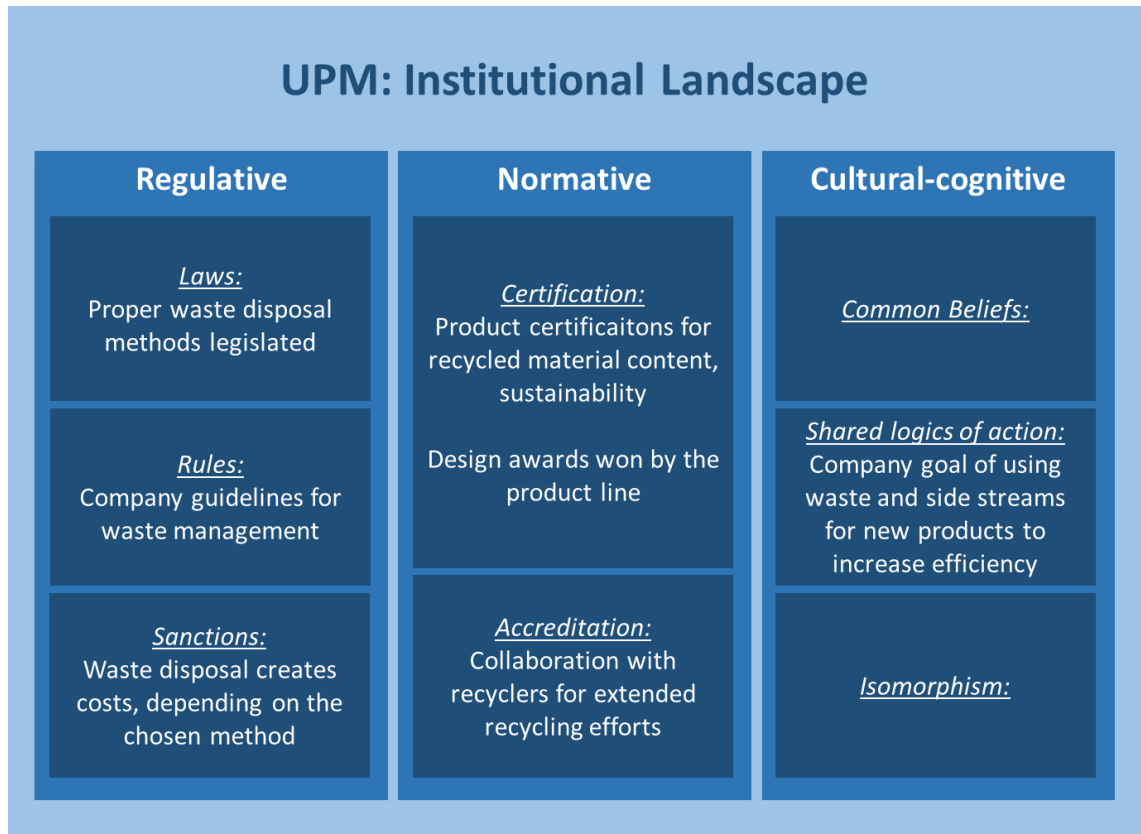 UPM: Institutional Landscape
Regulative
Laws:
Proper waste disposal
methods legislated
Rules:
Company guidelines for
waste management
Sanctions:
Waste disposal creates
costs, depending on the
chosen method
Normative
Certification:
Product certificaitons for
recycled material content,
sustainability
Design awards won by the
product line
Accreditation:
Collaboration with
recyclers for extended
recycling efforts
Cultural-cognitive
Common Beliefs:
Shared logics of action:
Company goal of using
waste and side streams
for new products to
increase efficiency
Isomorphism: